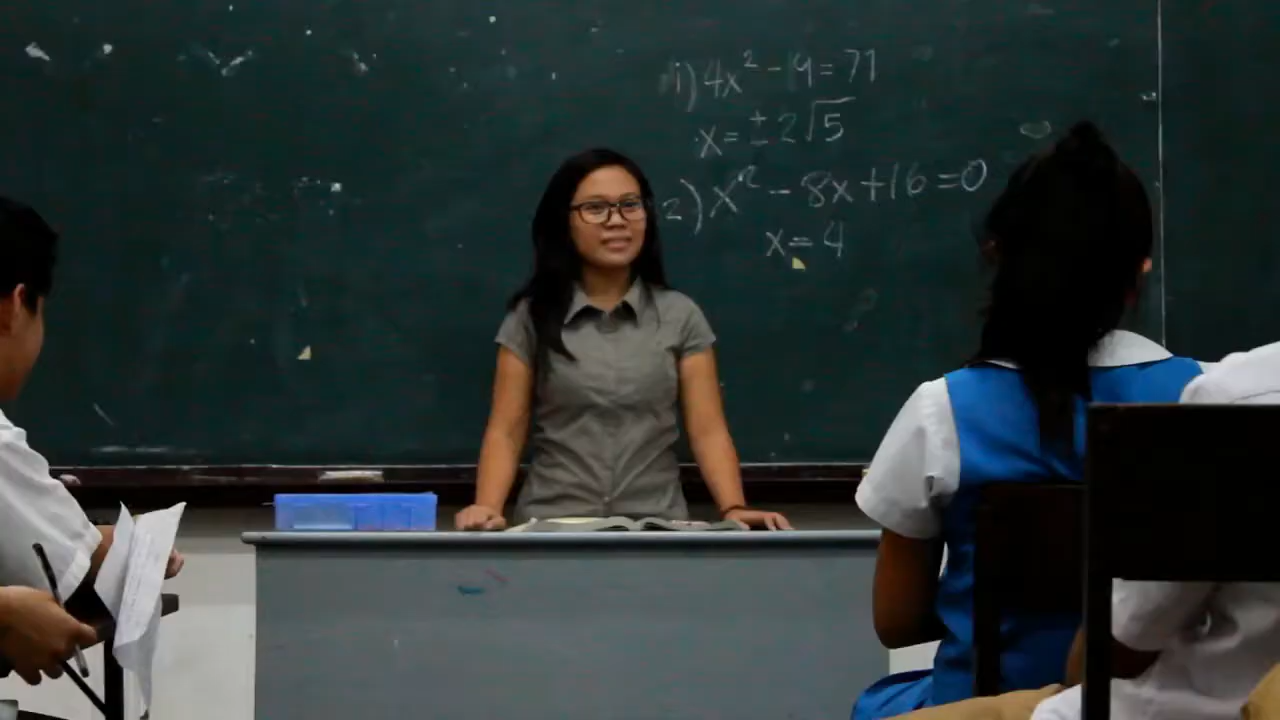 1) 4x² - 9 = 71
x = ± 2√5
2) x² - 8x + 16 = 0
x = 4